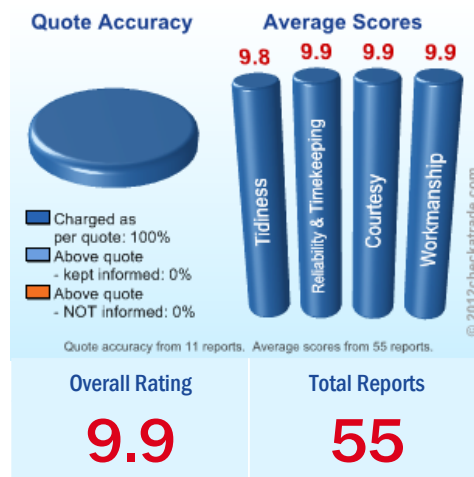 Quote Accuracy
Charged as
per quote: 100%
Above quote
- kept informed: 0%
Above quote
- NOT informed: 0%
Average Scores
9.8 9.9 9.9 9.9
Tidiness
Reliability & Timekeeping
Courtesy
Workmanship
© 2012checkatrade.com
Quote accuracy from 11 reports. Average scores from 55 reports.
Overall Rating
9.9
Total Reports
55